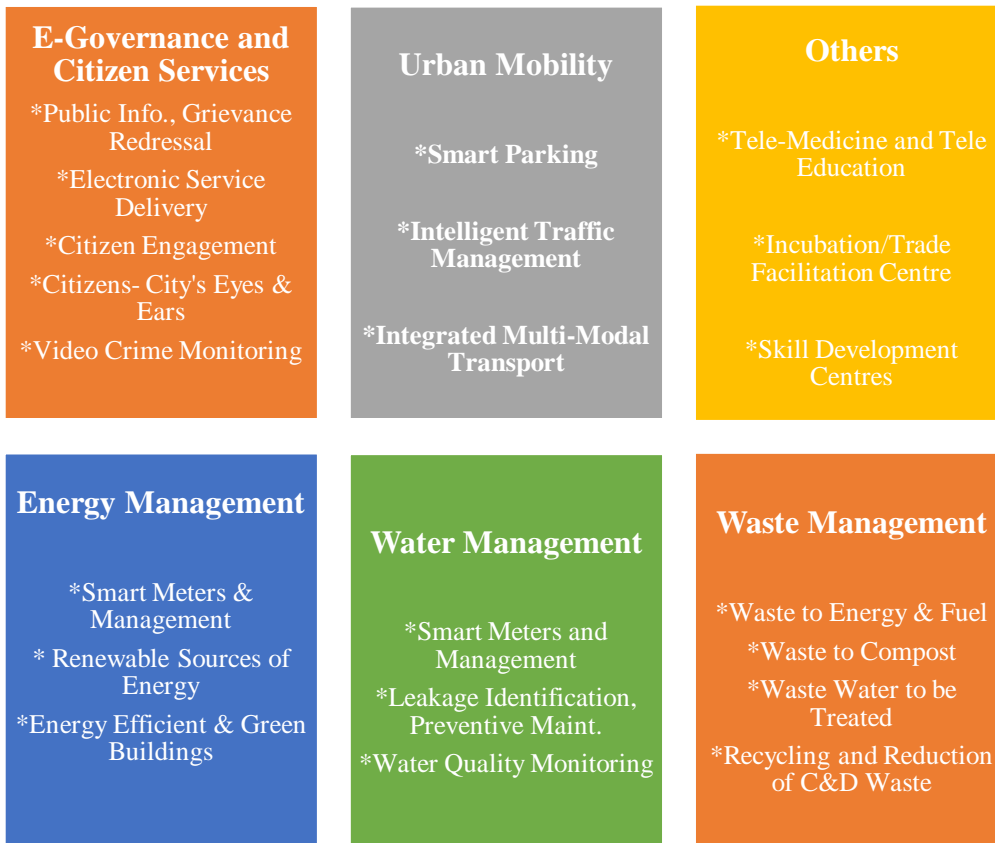 E-Governance and
Citizen Services
*Public Info., Grievance
Redressal
*Electronic Service
Delivery
*Citizen Engagement
*Citizens- City's Eyes &
Ears
*Video Crime Monitoring
Urban Mobility
*Smart Parking
*Intelligent Traffic
Management
*Integrated Multi-Modal
Transport
Others
*Tele-Medicine and Tele
Education
*Incubation/Trade
Facilitation Centre
*Skill Development
Centres
Energy Management
*Smart Meters &
Management
* Renewable Sources of
Energy
*Energy Efficient & Green
Buildings
Water Management
*Smart Meters and
Management
*Leakage Identification,
Preventive Maint.
*Water Quality Monitoring
Waste Management
*Waste to Energy & Fuel
*Waste to Compost
*Waste Water to be
Treated
*Recycling and Reduction
of C&D Waste